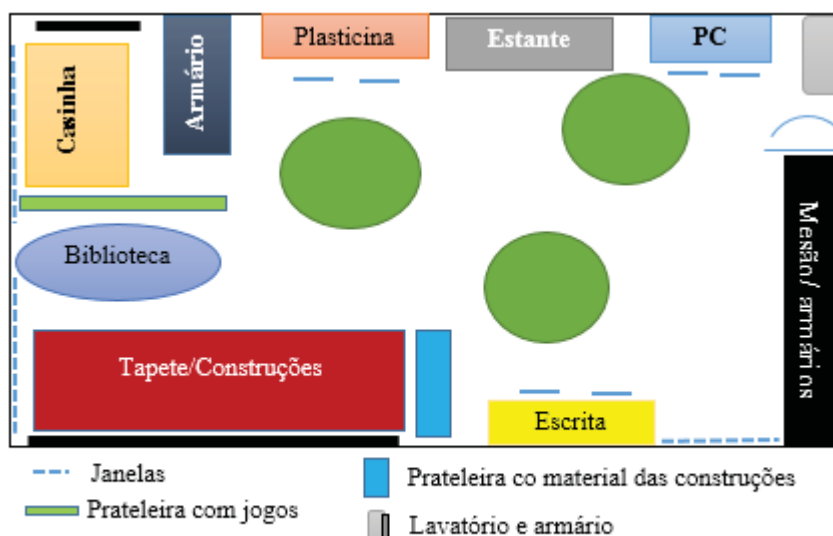 Casinha
Armário
Plasticina
Estante
PC
Biblioteca
Mesão/ armários
Tapete/Construções
Escrita
Janelas
Prateleira com jogos
Prateleira co material das construções
Lavatório e armário